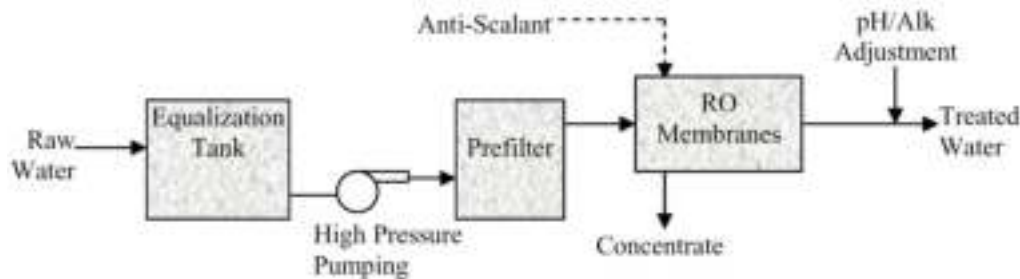 Anti-Scalant
pH/Alk
Adjustment
Equalization
Tank
Raw
Water
Prefilter
RO
Membranes
Treated
Water
High Pressure
Pumping
Concentrate